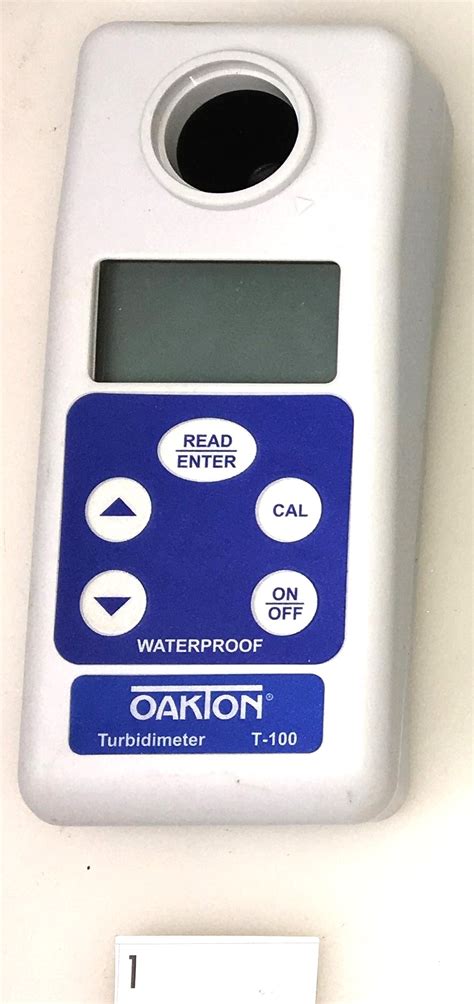 READ
ENTER
CAL
ON
OFF
WATERPROOF
OAKTON®
Turbidimeter T-100
1